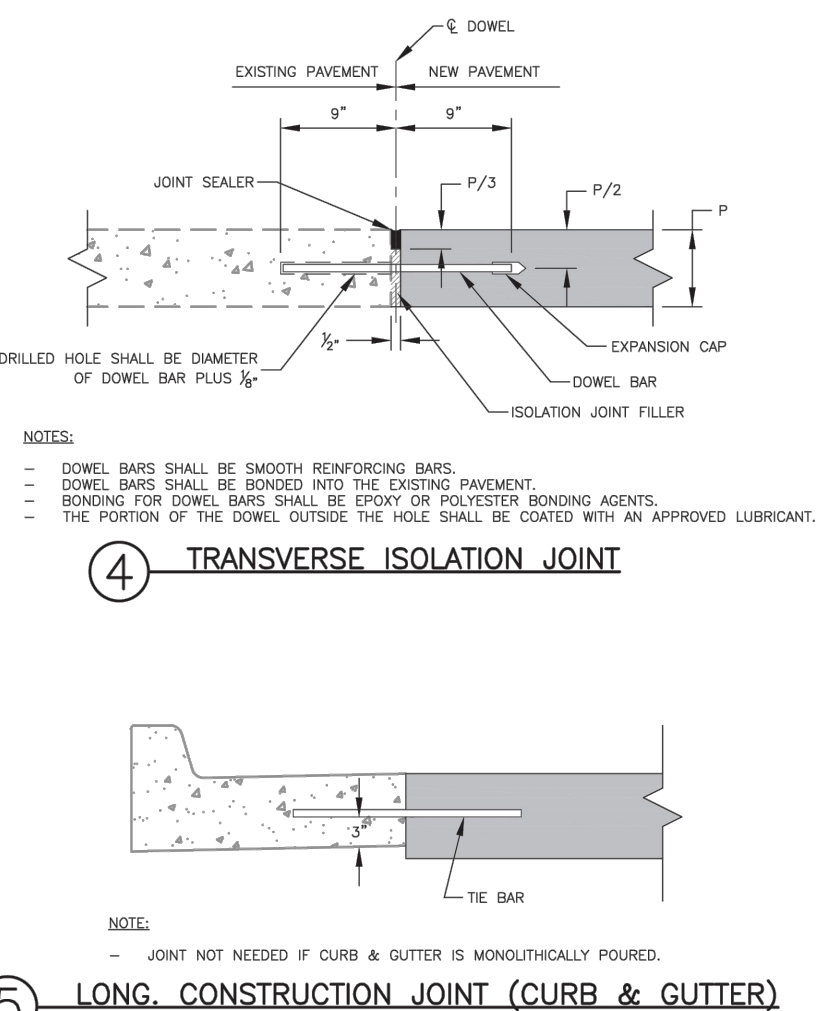 ℄ DOWEL
EXISTING PAVEMENT NEW PAVEMENT
9" 9"
JOINT SEALER
P/3
P/2
P
½"
EXPANSION CAP
DRILLED HOLE SHALL BE DIAMETER
OF DOWEL BAR PLUS ⅛"
DOWEL BAR
ISOLATION JOINT FILLER
NOTES:
– DOWEL BARS SHALL BE SMOOTH REINFORCING BARS.
– DOWEL BARS SHALL BE BONDED INTO THE EXISTING PAVEMENT.
– BONDING FOR DOWEL BARS SHALL BE EPOXY OR POLYESTER BONDING AGENTS.
– THE PORTION OF THE DOWEL OUTSIDE THE HOLE SHALL BE COATED WITH AN APPROVED LUBRICANT.
4 TRANSVERSE ISOLATION JOINT
3"
TIE BAR
NOTE:
– JOINT NOT NEEDED IF CURB & GUTTER IS MONOLITHICALLY POURED.
5 LONG. CONSTRUCTION JOINT (CURB & GUTTER)